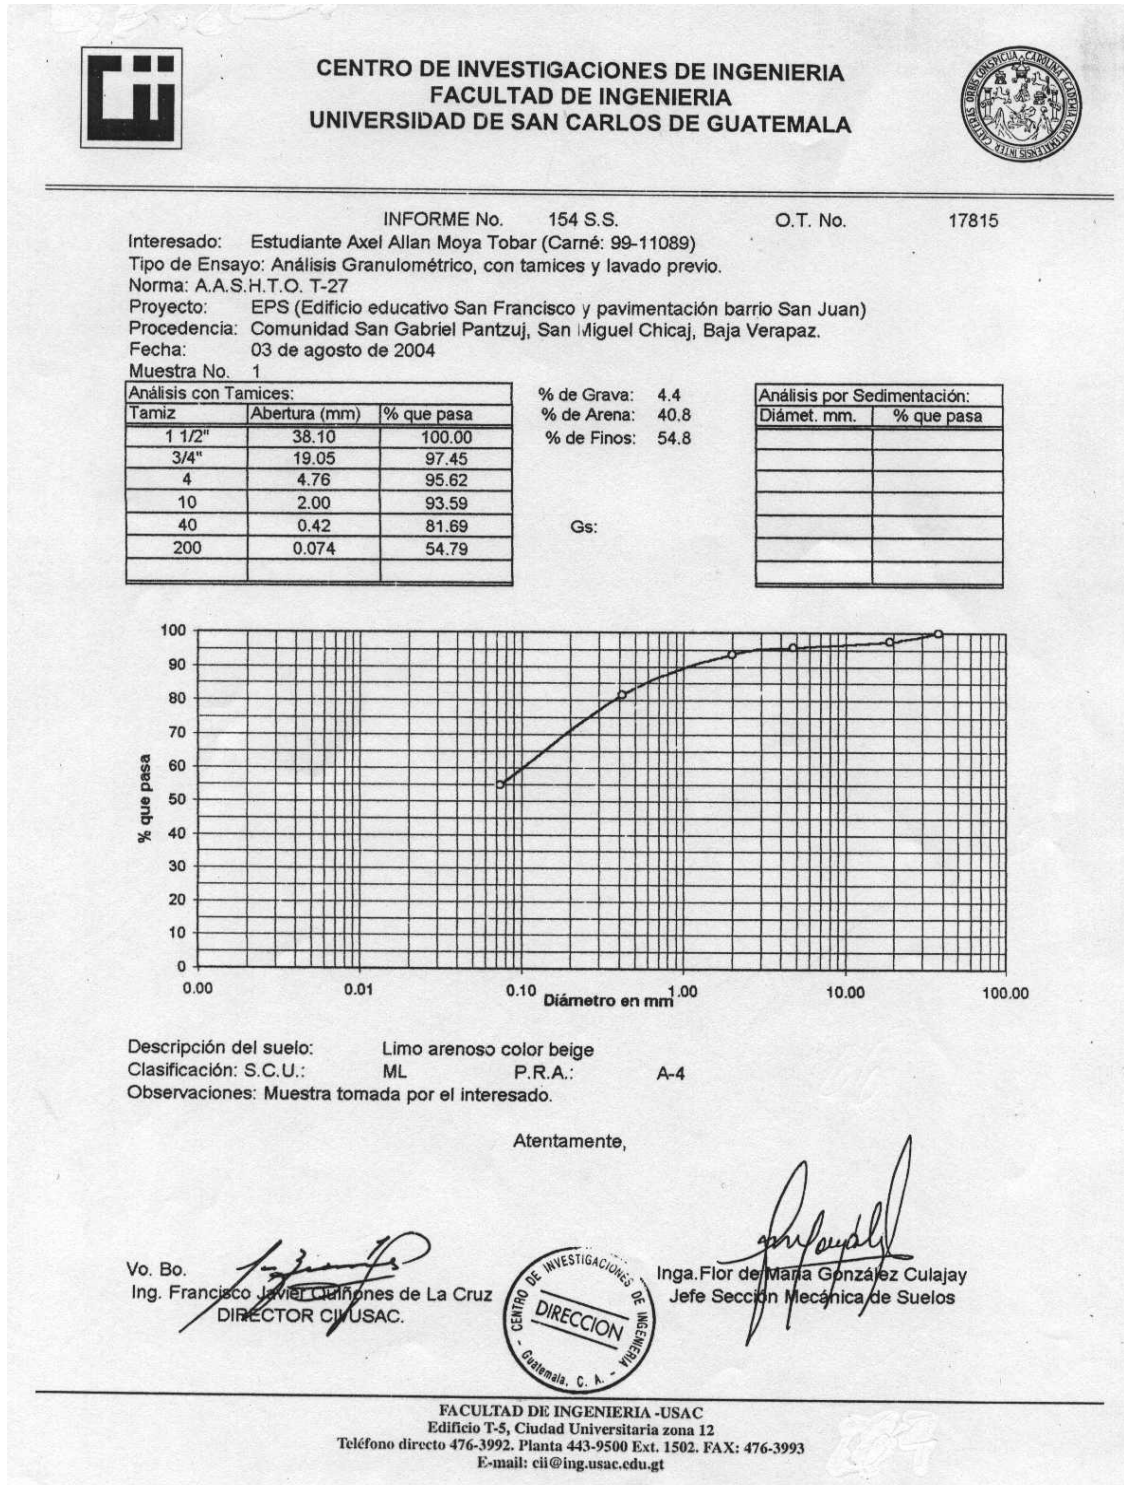 CENTRO DE INVESTIGACIONES DE INGENIERIA
FACULTAD DE INGENIERIA
UNIVERSIDAD DE SAN CARLOS DE GUATEMALA
INFORME No. 154 S.S. O.T. No. 17815
Interesado: Estudiante Axel Allan Moya Tobar (Carné: 99-11089)
Tipo de Ensayo: Análisis Granulométrico, con tamices y lavado previo.
Norma: A.A.S.H.T.O. T-27
Proyecto: EPS (Edificio educativo San Francisco y pavimentación barrio San Juan)
Procedencia: Comunidad San Gabriel Pantzuj, San Miguel Chicaj, Baja Verapaz.
Fecha: 03 de agosto de 2004
Muestra No. 1
Análisis con Tamices:
Tamiz Abertura (mm) % que pasa
1 1/2" 38.10 100.00
3/4" 19.05 97.45
4 4.76 95.62
10 2.00 93.59
40 0.42 81.69
200 0.074 54.79
% de Grava: 4.4
% de Arena: 40.8
% de Finos: 54.8
Gs:
Análisis por Sedimentación:
Diámet. mm. % que pasa
100
90
80
70
60
50
40
30
20
10
0
% que pasa
0.00 0.01 0.10 1.00 10.00 100.00
Diámetro en mm
Descripción del suelo: Limo arenoso color beige
Clasificación: S.C.U.: ML P.R.A.: A-4
Observaciones: Muestra tomada por el interesado.
Atentamente,
Vo. Bo.
Ing. Francisco Javier Quiñones de La Cruz
DIRECTOR CII/USAC.
CENTRO DE INVESTIGACIONES DE INGENIERIA
DIRECCION
Guatemala, C. A.
Inga.Flor de María González Culajay
Jefe Sección Mecánica de Suelos
FACULTAD DE INGENIERIA -USAC
Edificio T-5, Ciudad Universitaria zona 12
Teléfono directo 476-3992. Planta 443-9500 Ext. 1502. FAX: 476-3993
E-mail: cii@ing.usac.edu.gt